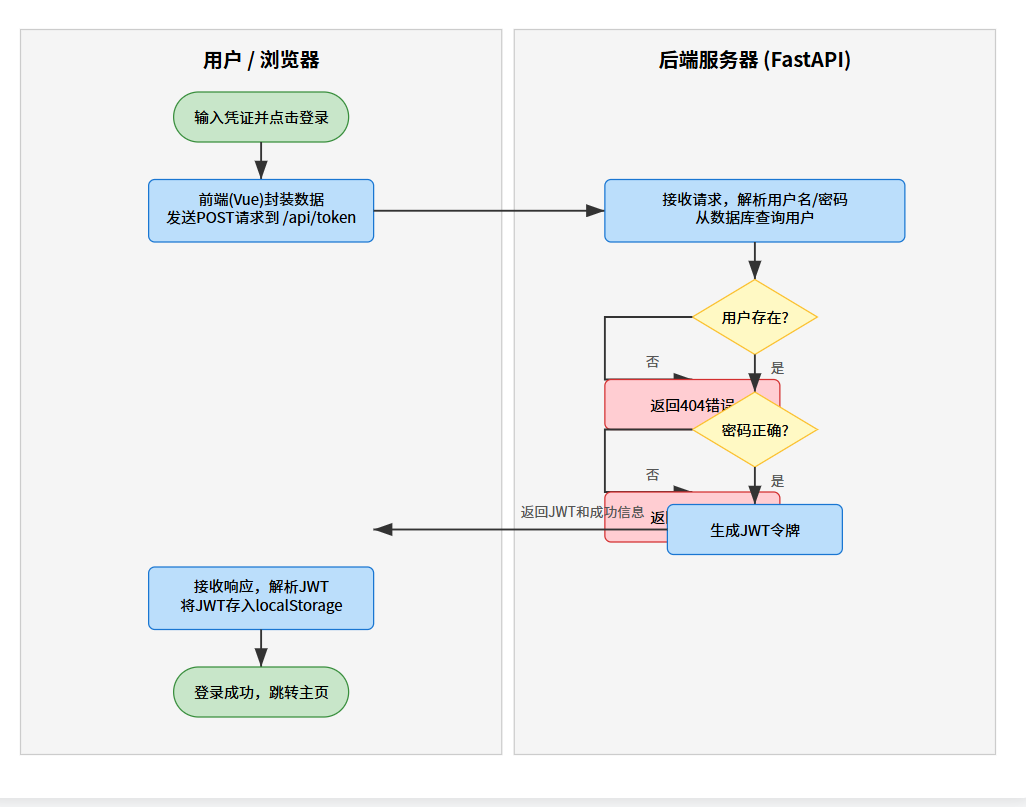 用户 / 浏览器
后端服务器 (FastAPI)
输入凭证并点击登录
前端(Vue)封装数据
发送POST请求到 /api/token
接收请求，解析用户名/密码
从数据库查询用户
用户存在?
否
是
返回404错误
密码正确?
否
是
返回JWT和成功信息
返
生成JWT令牌
接收响应，解析JWT
将JWT存入localStorage
登录成功，跳转主页